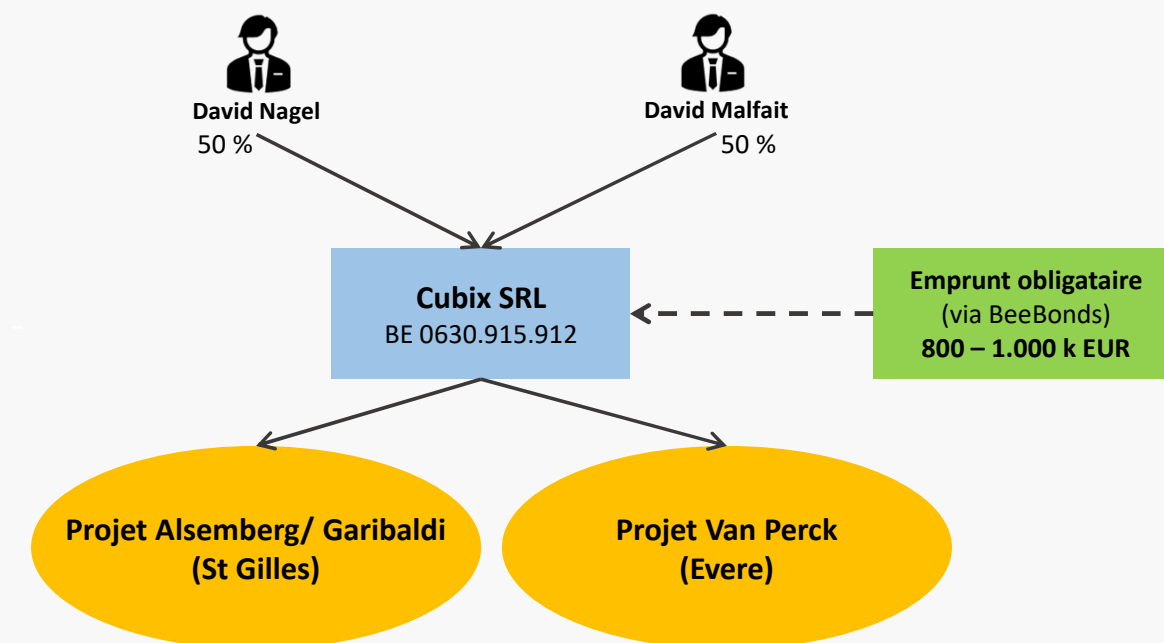 David Nagel
50 %
David Malfait
50 %
Cubix SRL
BE 0630.915.912
Emprunt obligataire
(via BeeBonds)
800 – 1.000 k EUR
Projet Alsemberg/ Garibaldi
(St Gilles)
Projet Van Perck
(Evere)